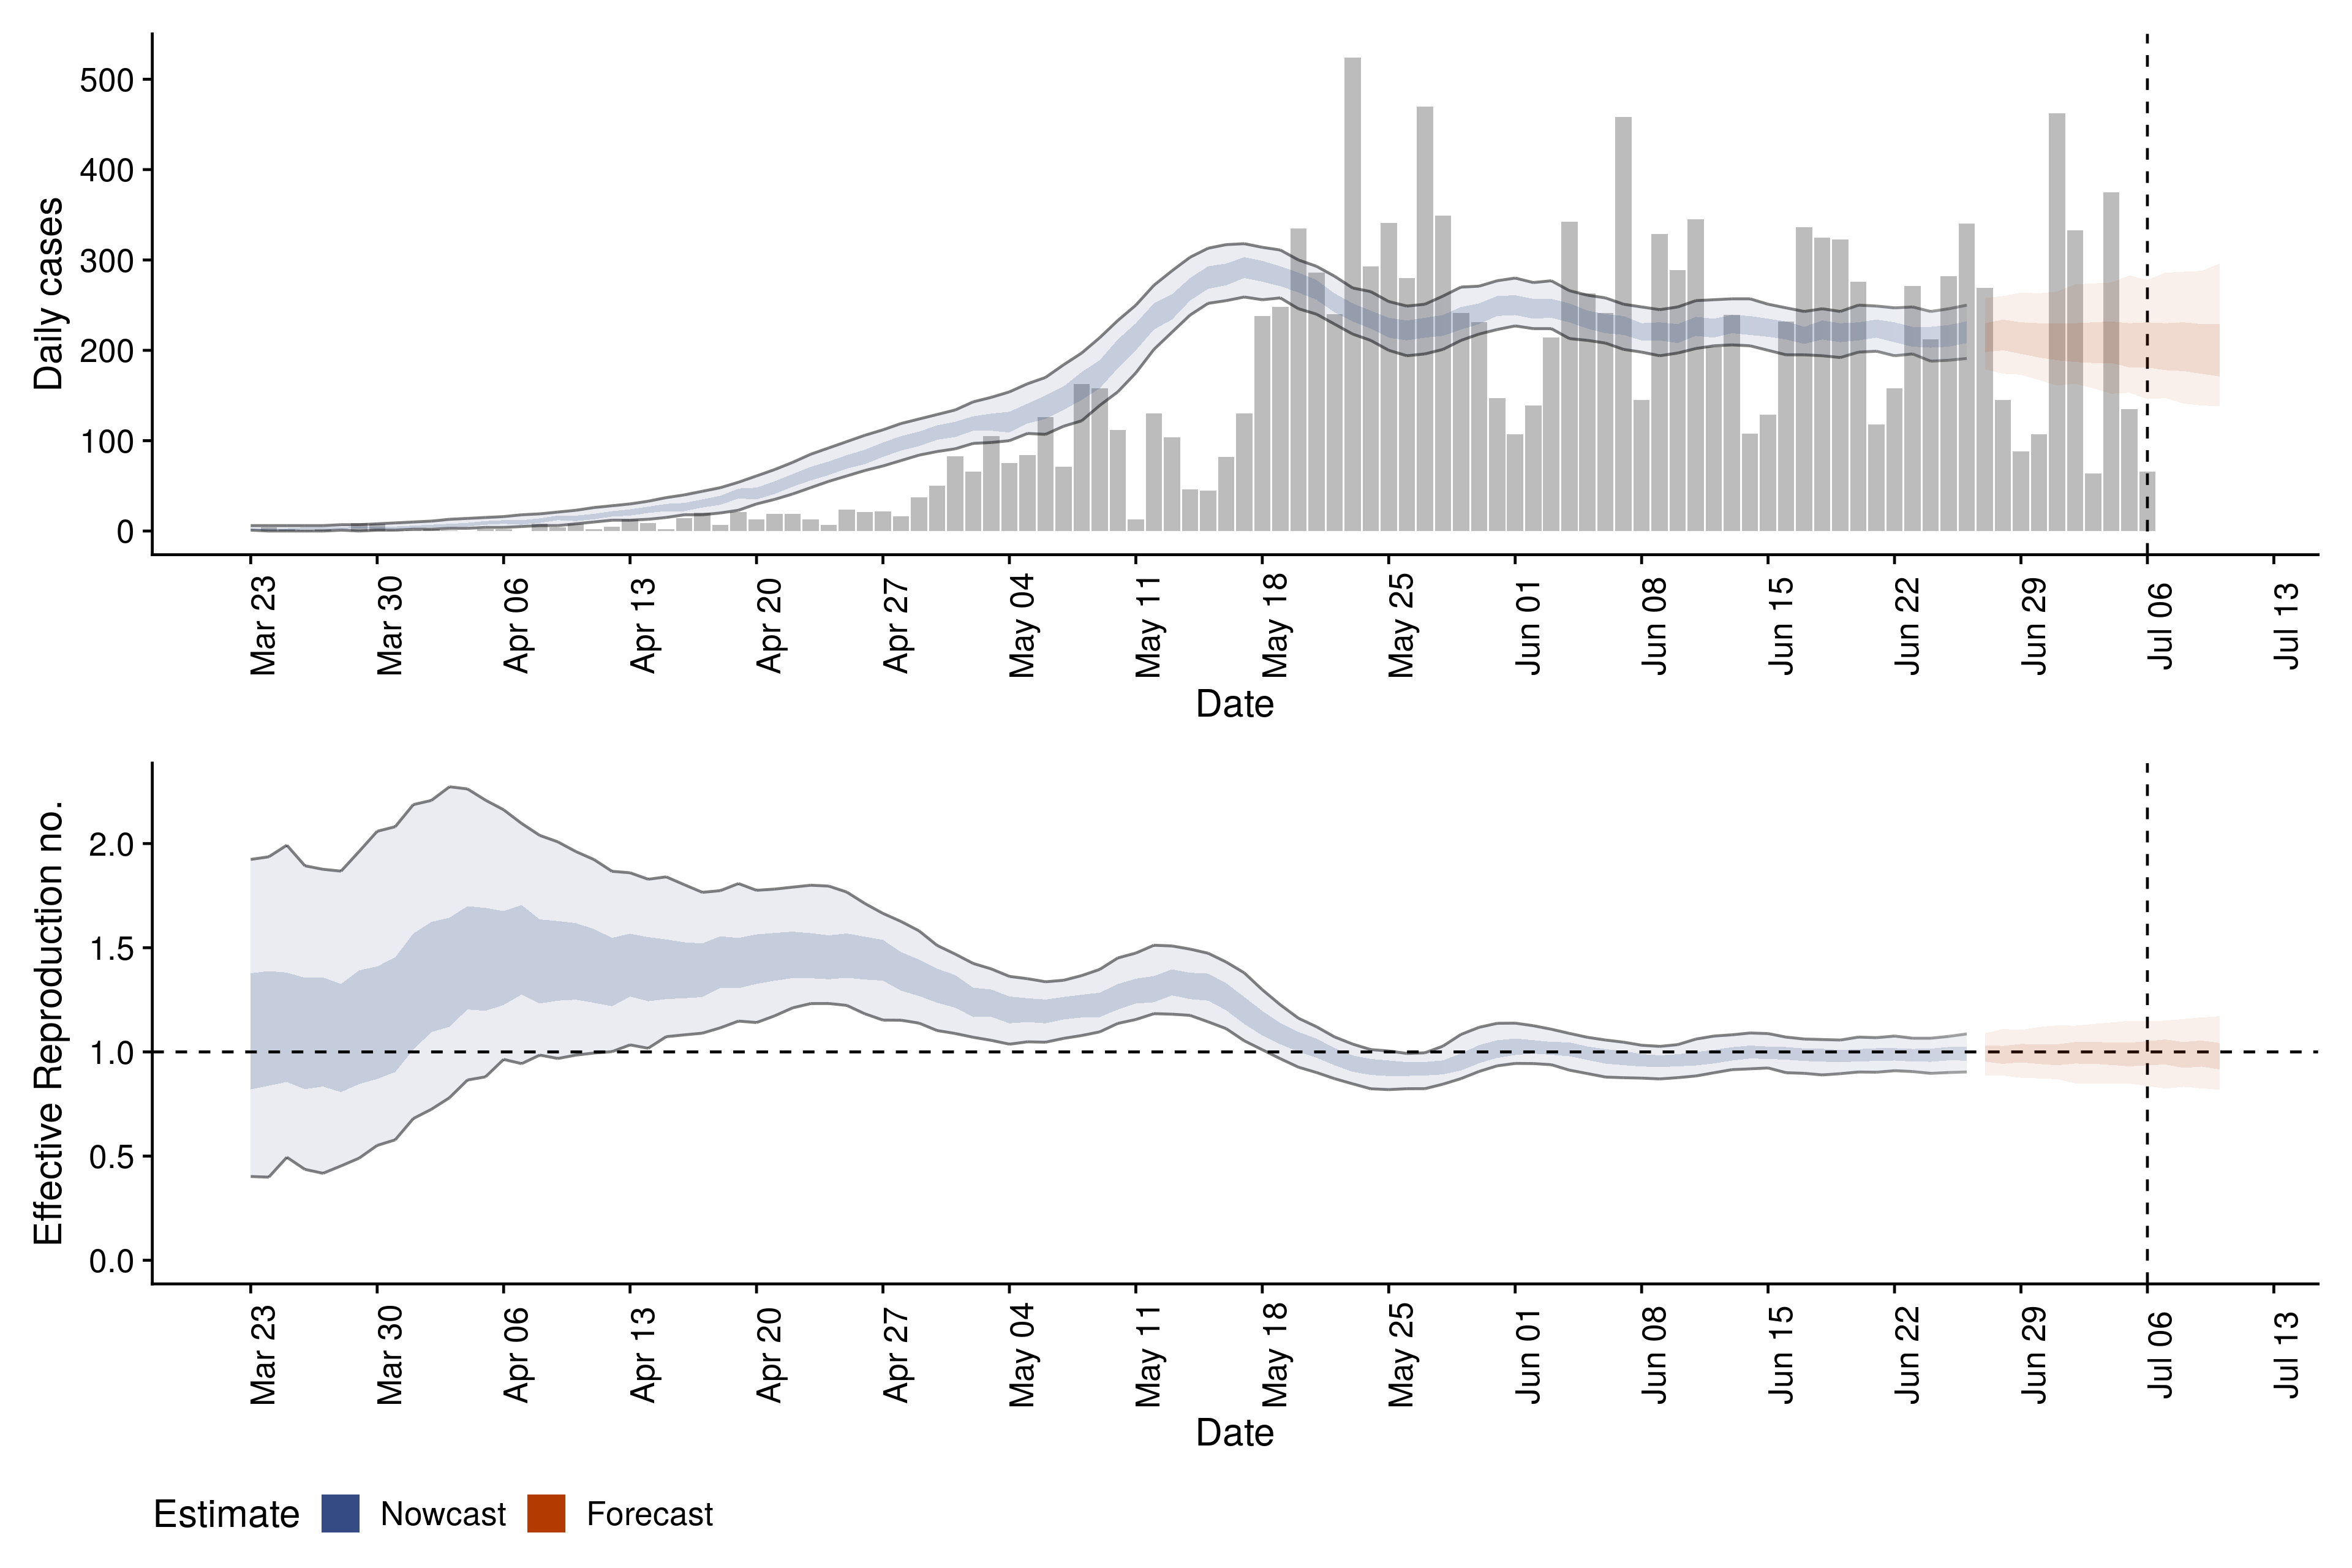 Daily cases
500
400
300
200
100
0
Mar 23 Mar 30 Apr 06 Apr 13 Apr 20 Apr 27 May 04 May 11 May 18 May 25 Jun 01 Jun 08 Jun 15 Jun 22 Jun 29 Jul 06 Jul 13
Date
Effective Reproduction no.
2.0
1.5
1.0
0.5
0.0
Mar 23 Mar 30 Apr 06 Apr 13 Apr 20 Apr 27 May 04 May 11 May 18 May 25 Jun 01 Jun 08 Jun 15 Jun 22 Jun 29 Jul 06 Jul 13
Date
Estimate Nowcast Forecast